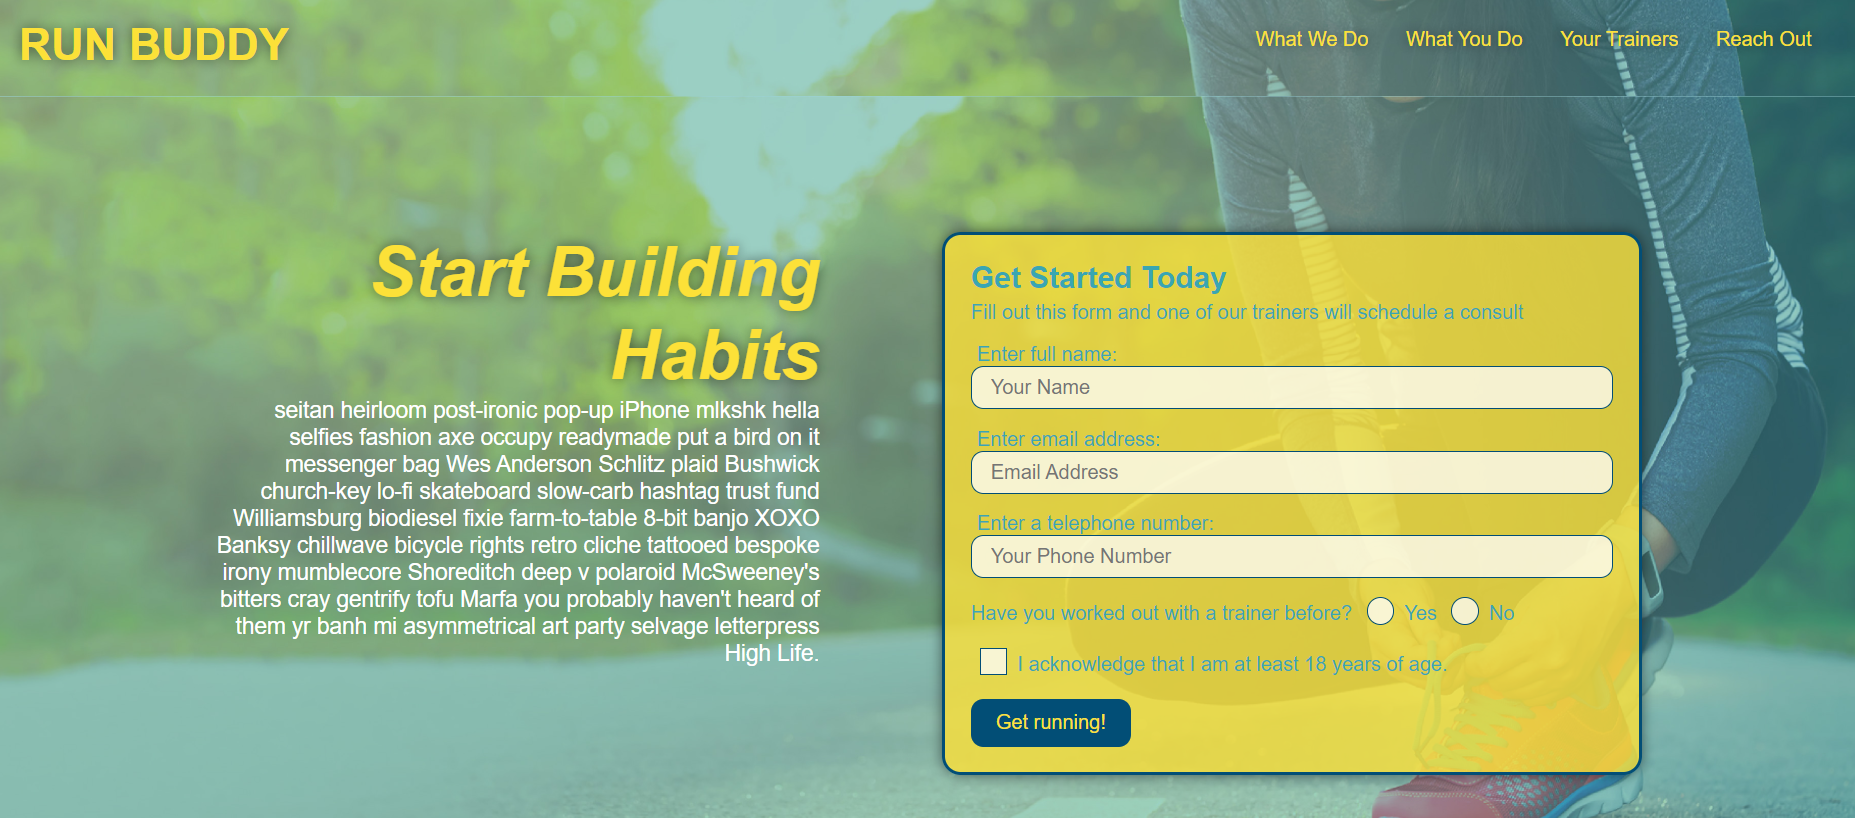 RUN BUDDY
What We Do
What You Do
Your Trainers
Reach Out
Start Building
Habits
seitan heirloom post-ironic pop-up iPhone mlkshk hella
selfies fashion axe occupy readymade put a bird on it
messenger bag Wes Anderson Schlitz plaid Bushwick
church-key lo-fi skateboard slow-carb hashtag trust fund
Williamsburg biodiesel fixie farm-to-table 8-bit banjo XOXO
Banksy chillwave bicycle rights retro cliche tattooed bespoke
irony mumblecore Shoreditch deep v polaroid McSweeney's
bitters cray gentrify tofu Marfa you probably haven't heard of
them yr banh mi asymmetrical art party selvage letterpress
High Life.
Get Started Today
Fill out this form and one of our trainers will schedule a consult
Enter full name:
Your Name
Enter email address:
Email Address
Enter a telephone number:
Your Phone Number
Have you worked out with a trainer before? Yes No
I acknowledge that I am at least 18 years of age.
Get running!